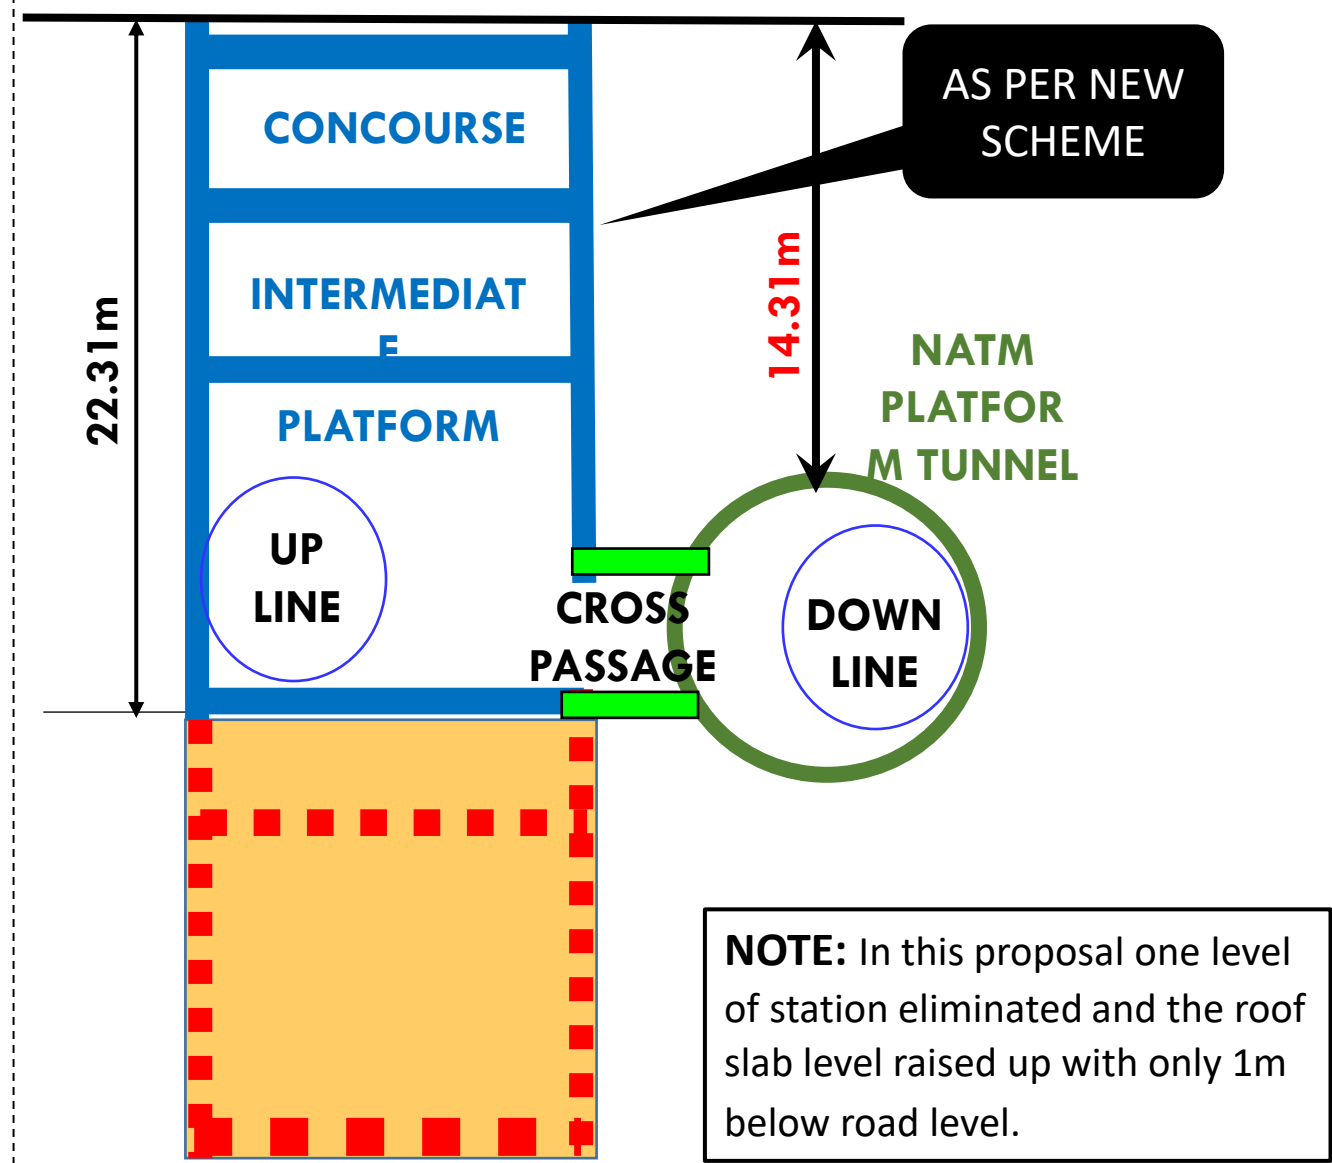 AS PER NEW
SCHEME
CONCOURSE
INTERMEDIAT
E
PLATFORM
22.31m
14.31m
NATM
PLATFOR
M TUNNEL
UP
LINE
CROSS
PASSAGE
DOWN
LINE
NOTE: In this proposal one level
of station eliminated and the roof
slab level raised up with only 1m
below road level.